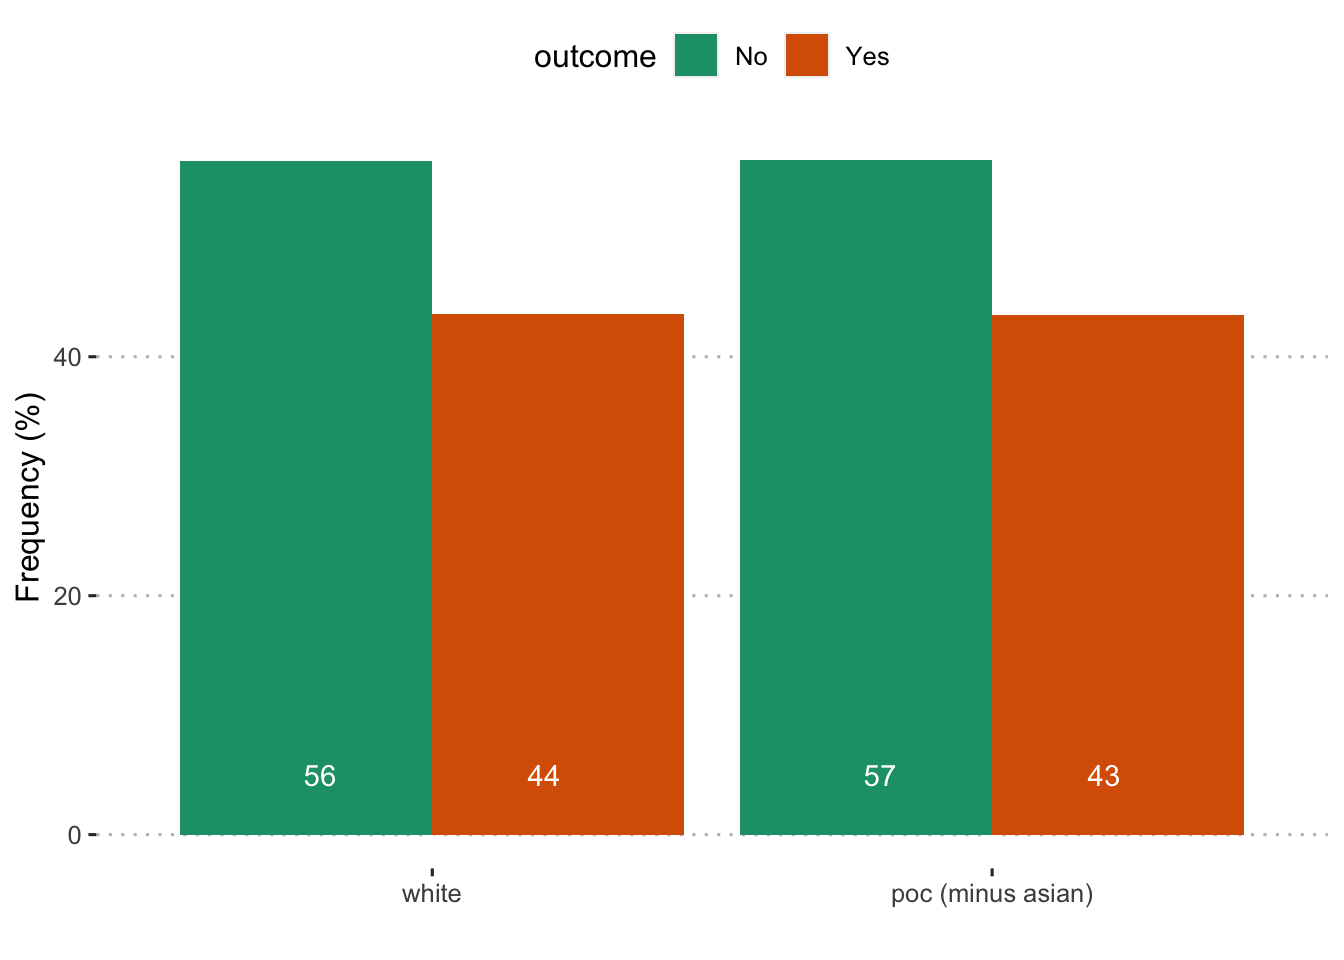 outcome No Yes
Frequency (%)
40
20
0
56 44 57 43
white poc (minus asian)